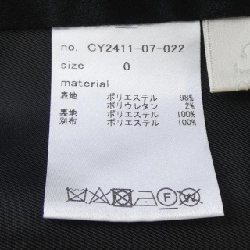 no. CY2411-07-022
size 0
material
表地 ポリエステル 98%
ポリウレタン 2%
裏地 ポリエステル 100%
別布 ポリエステル 100%